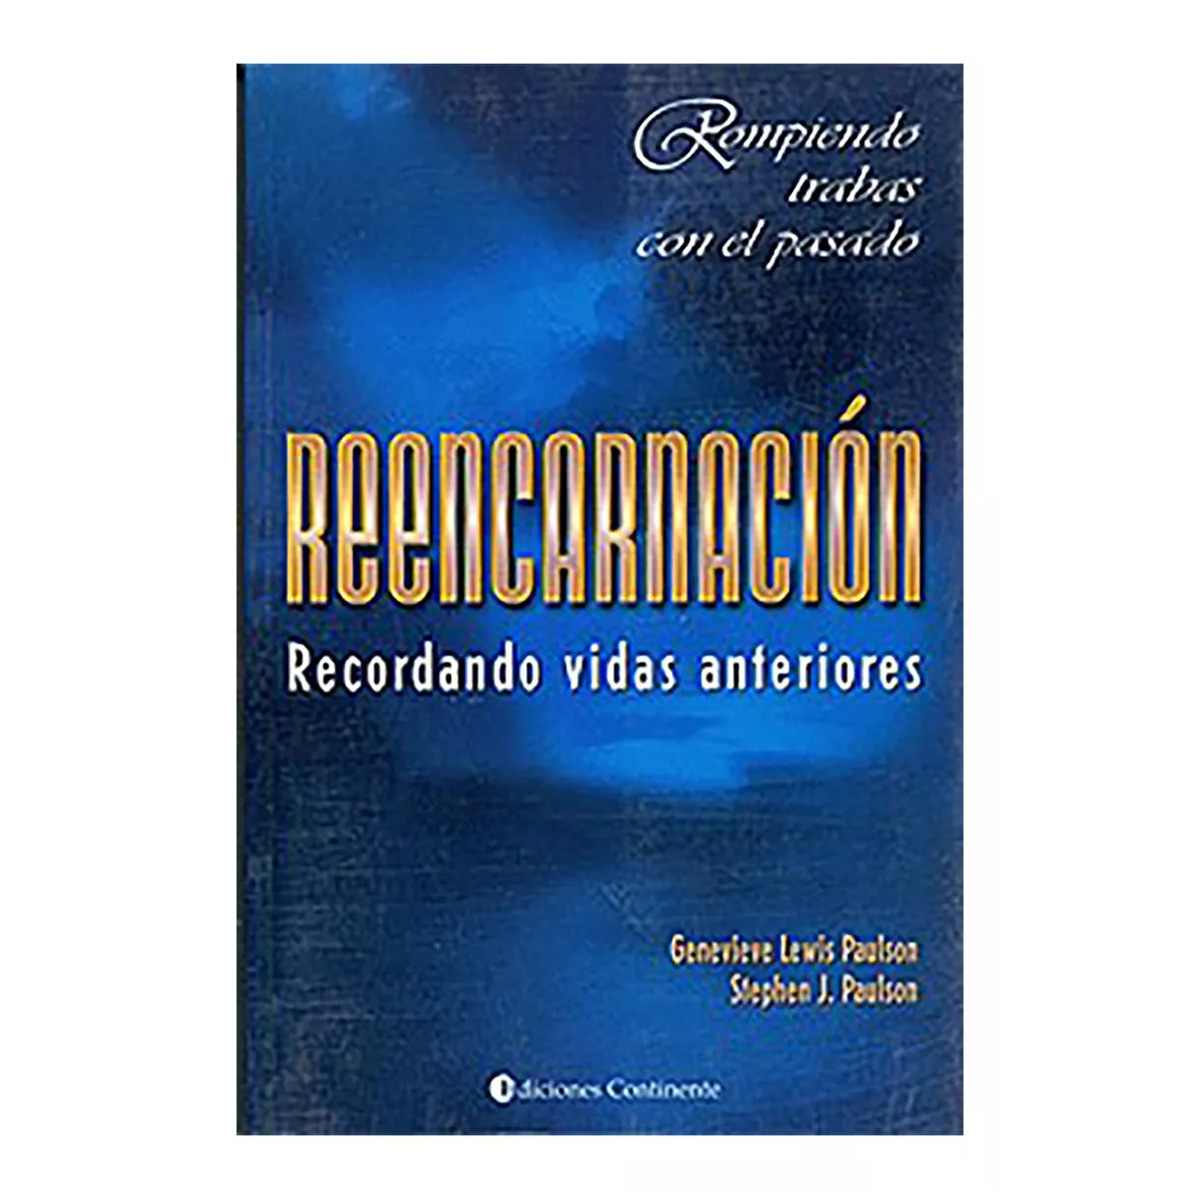 Rompiendo
trabas
con el pasado
REENCARNACIÓN
Recordando vidas anteriores
Genevieve Lewis Paulson
Stephen J. Paulson
Ediciones Continente